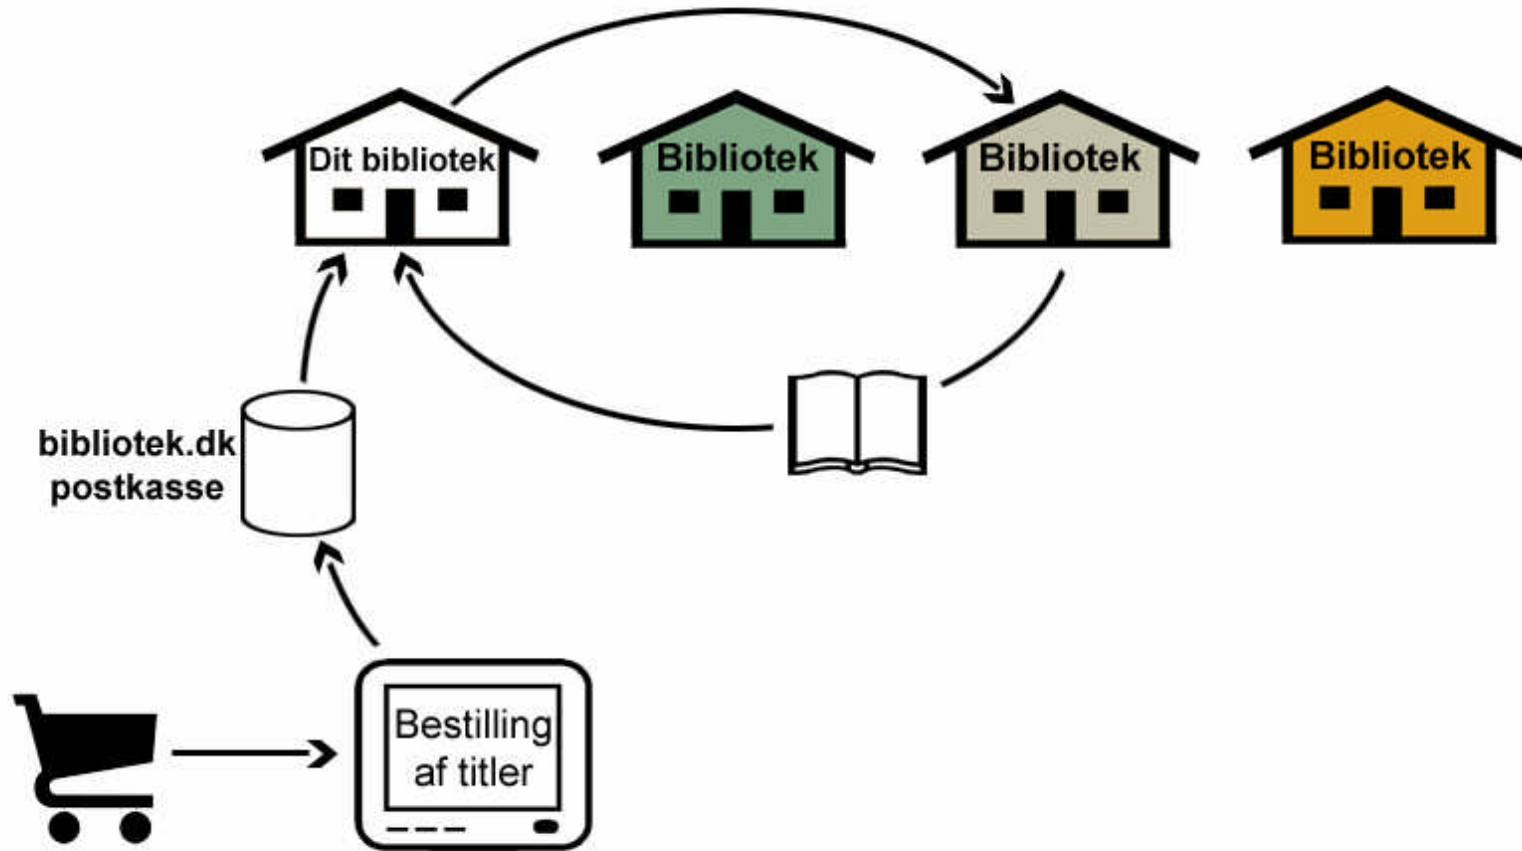 Dit bibliotek
Bibliotek
Bibliotek
Bibliotek
bibliotek.dk
postkasse
Bestilling
af titler